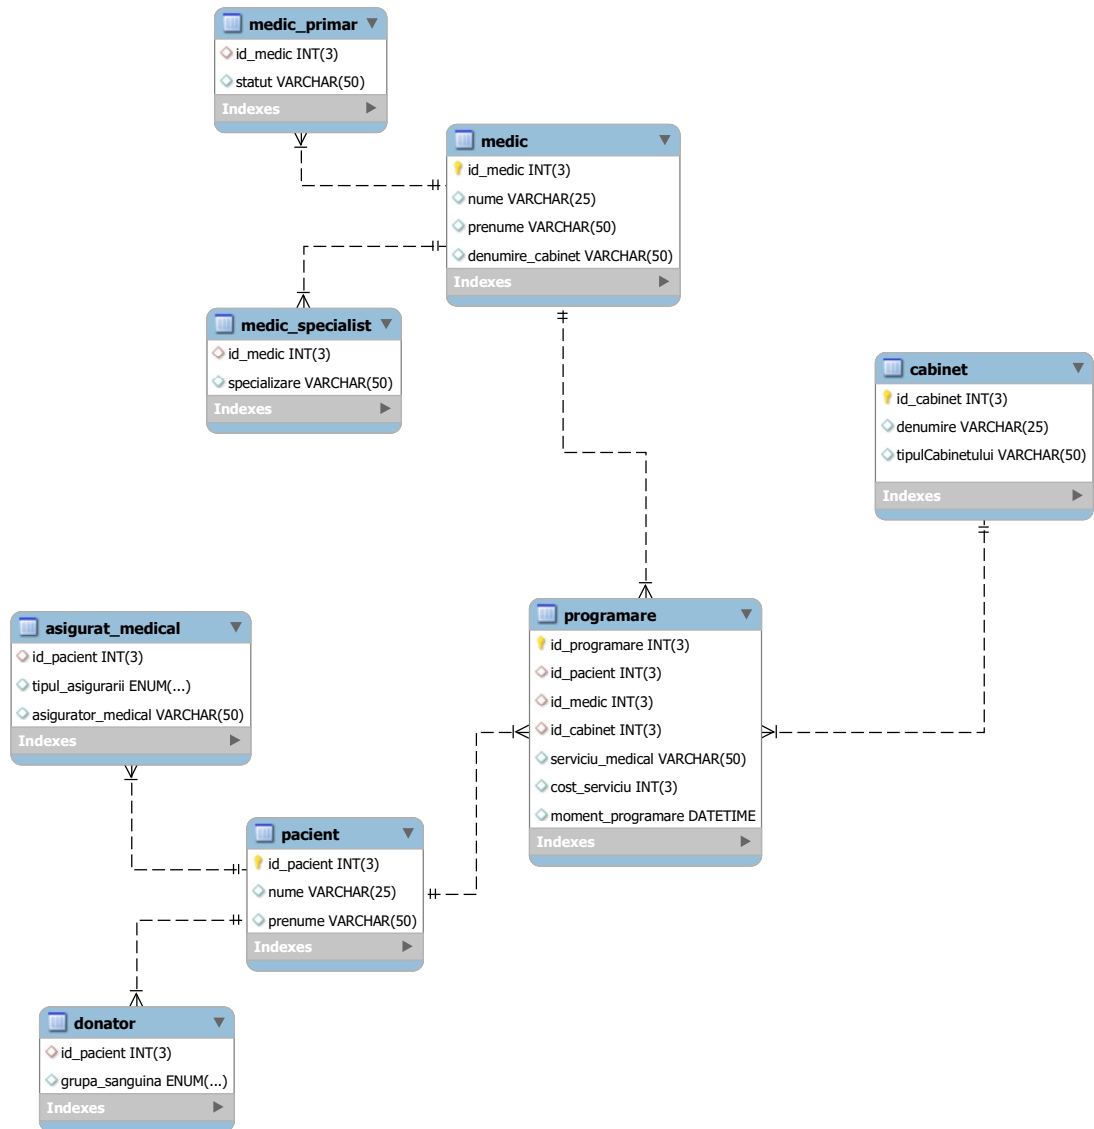 medic_primar
id_medic INT(3)
statut VARCHAR(50)
Indexes
medic
id_medic INT(3)
nume VARCHAR(25)
prenume VARCHAR(50)
denumire_cabinet VARCHAR(50)
Indexes
medic_specialist
id_medic INT(3)
specializare VARCHAR(50)
Indexes
cabinet
id_cabinet INT(3)
denumire VARCHAR(25)
tipulCabinetului VARCHAR(50)
Indexes
programare
id_programare INT(3)
id_pacient INT(3)
id_medic INT(3)
id_cabinet INT(3)
serviciu_medical VARCHAR(50)
cost_serviciu INT(3)
moment_programare DATETIME
Indexes
asigurat_medical
id_pacient INT(3)
tipul_asigurarii ENUM(...)
asigurator_medical VARCHAR(50)
Indexes
pacient
id_pacient INT(3)
nume VARCHAR(25)
prenume VARCHAR(50)
Indexes
donator
id_pacient INT(3)
grupa_sanguina ENUM(...)
Indexes